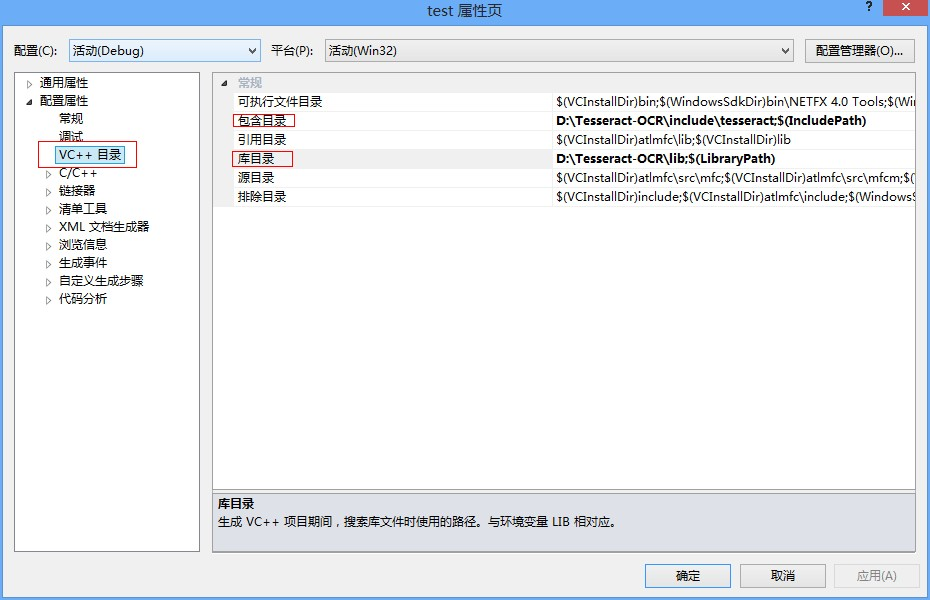 test 属性页
?
配置(C): 活动(Debug) 平台(P): 活动(Win32) 配置管理器(O)...
通用属性
配置属性
常规
调试
VC++ 目录
C/C++
链接器
清单工具
XML 文档生成器
浏览信息
生成事件
自定义生成步骤
代码分析
常规
可执行文件目录 $(VCInstallDir)bin;$(WindowsSdkDir)bin\NETFX 4.0 Tools;$(Wi
包含目录 D:\Tesseract-OCR\include\tesseract;$(IncludePath)
引用目录 $(VCInstallDir)atlmfc\lib;$(VCInstallDir)lib
库目录 D:\Tesseract-OCR\lib;$(LibraryPath)
源目录 $(VCInstallDir)atlmfc\src\mfc;$(VCInstallDir)atlmfc\src\mfcm;$(
排除目录 $(VCInstallDir)include;$(VCInstallDir)atlmfc\include;$(WindowsS
库目录
生成 VC++ 项目期间，搜索库文件时使用的路径。与环境变量 LIB 相对应。
确定 取消 应用(A)